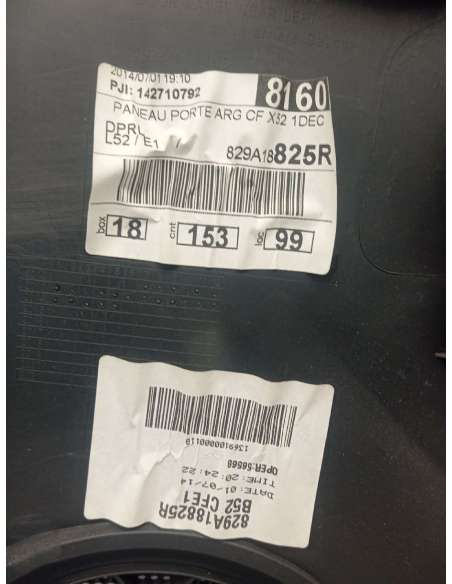 2014/07/01 19:10
PJI: 142710792
8160
PANEAU PORTE ARG CF X52 1DEC
DPRL
L52 / E1
829A18825R
box 18 cnt 153 loc 99
829A18825R
B52 CFE1
DATE: 01/07/14
TIME: 20:24:22
OPER:S6568